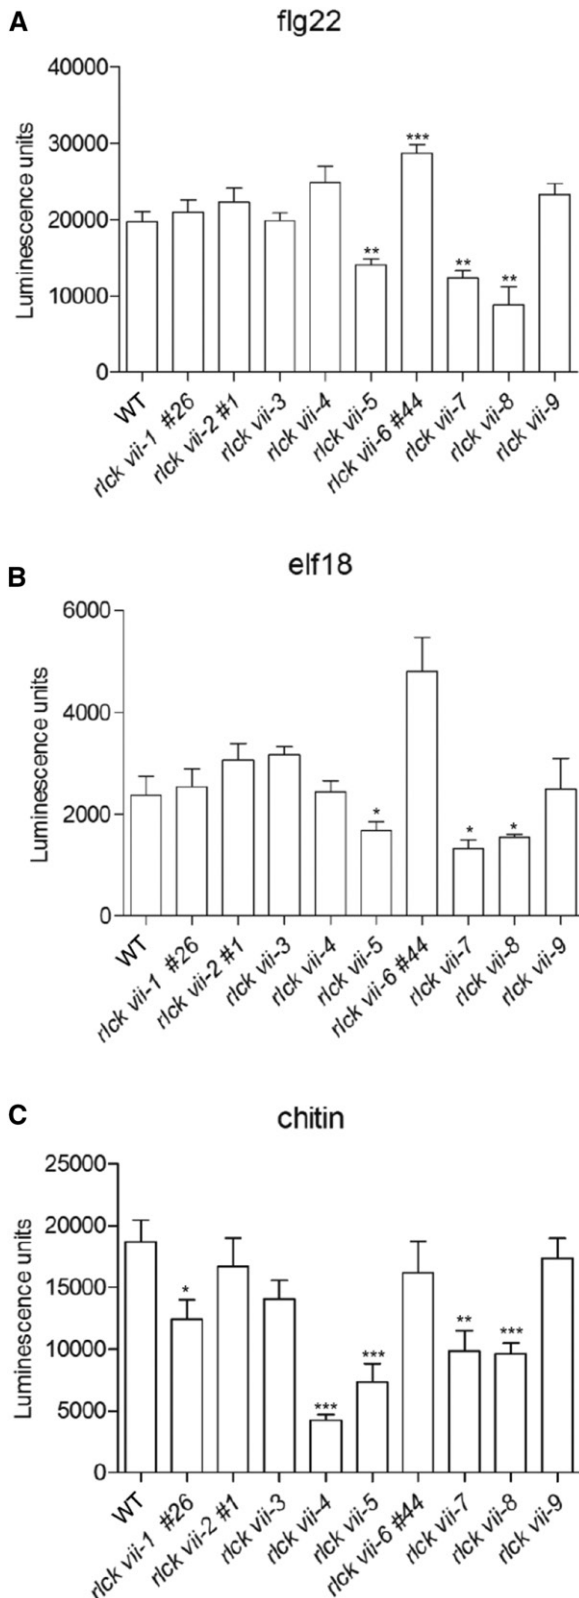 A
flg22
40000
30000
20000
10000
0
Luminescence units
***
**
**
**
WT
rlck vii-1 #26
rlck vii-2 #1
rlck vii-3
rlck vii-4
rlck vii-5
rlck vii-6 #44
rlck vii-7
rlck vii-8
rlck vii-9
B
elf18
6000
4000
2000
0
Luminescence units
*
*
*
WT
rlck vii-1 #26
rlck vii-2 #1
rlck vii-3
rlck vii-4
rlck vii-5
rlck vii-6 #44
rlck vii-7
rlck vii-8
rlck vii-9
C
chitin
25000
20000
15000
10000
5000
0
Luminescence units
*
***
***
**
***
WT
rlck vii-1 #26
rlck vii-2 #1
rlck vii-3
rlck vii-4
rlck vii-5
rlck vii-6 #44
rlck vii-7
rlck vii-8
rlck vii-9